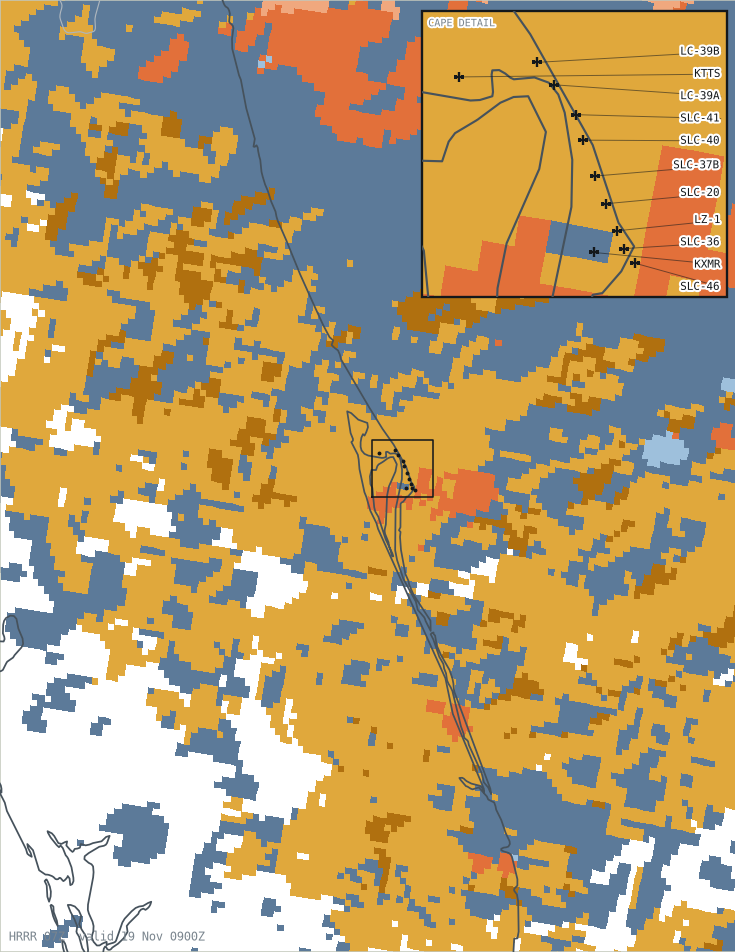 CAPE DETAIL
LC-39B
KTTS
LC-39A
SLC-41
SLC-40
SLC-37B
SLC-20
LZ-1
SLC-36
KXMR
SLC-46
HRRR valid 19 Nov 0900Z